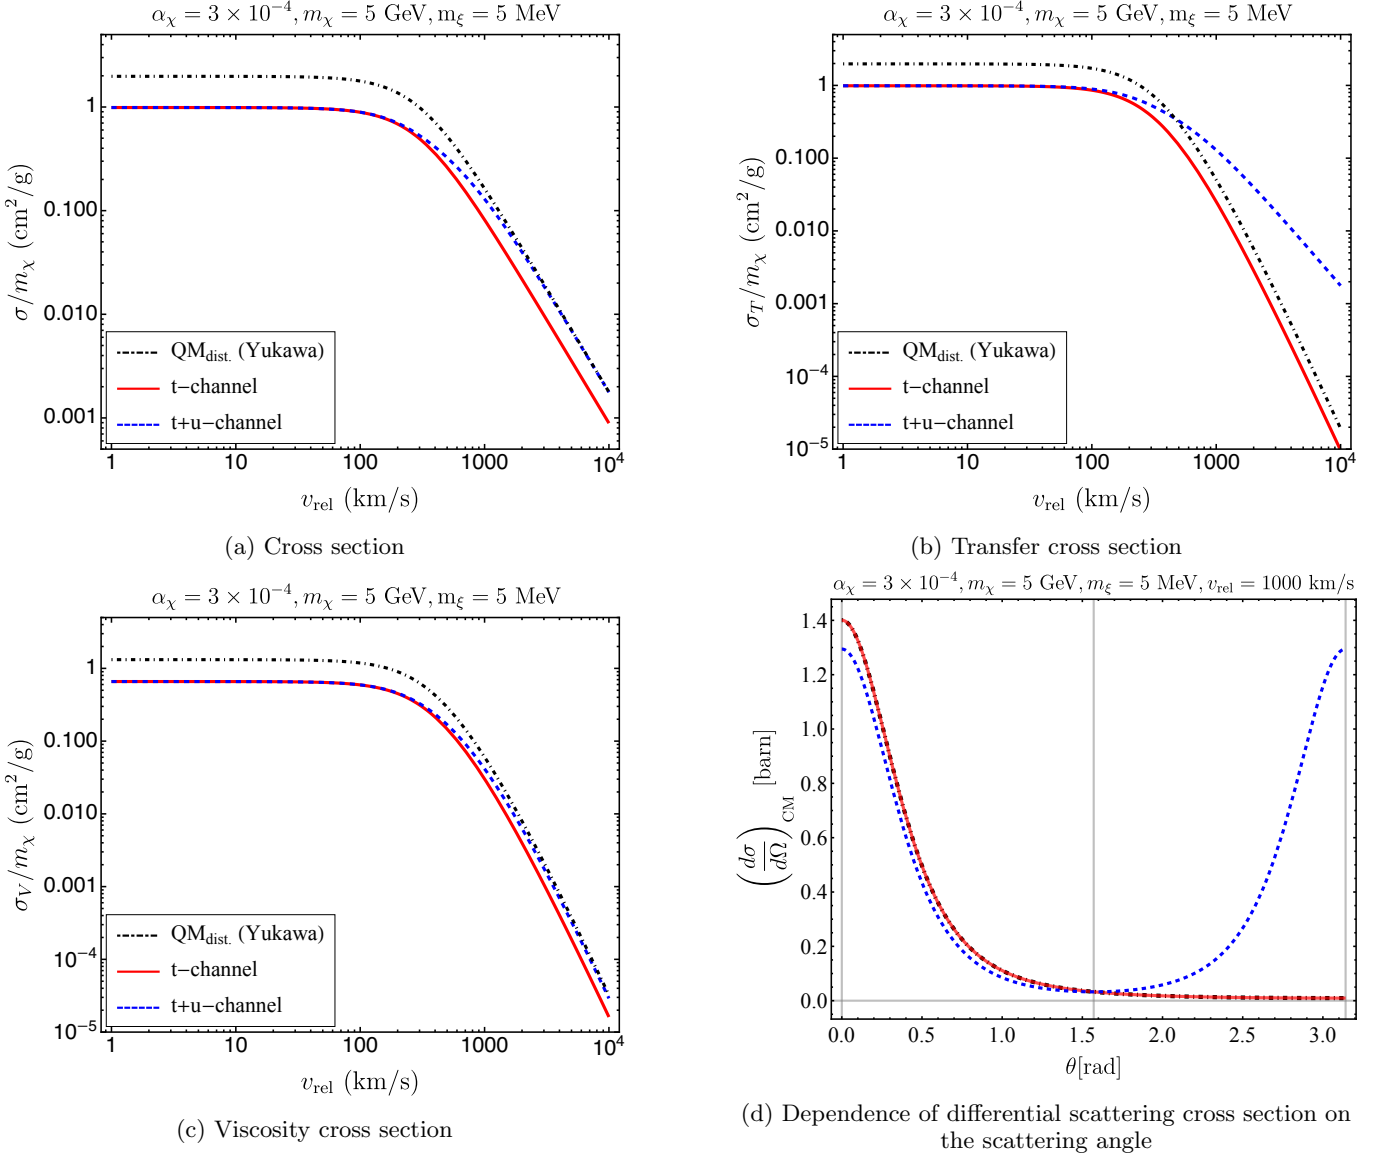 α_χ = 3 × 10⁻⁴, m_χ = 5 GeV, m_ξ = 5 MeV
σ/m_χ (cm²/g)
1
0.100
0.010
0.001
QM_dist. (Yukawa)
t−channel
t+u−channel
1 10 100 1000 10⁴
v_rel (km/s)
(a) Cross section
α_χ = 3 × 10⁻⁴, m_χ = 5 GeV, m_ξ = 5 MeV
σ_T/m_χ (cm²/g)
1
0.100
0.010
0.001
10⁻⁴
10⁻⁵
QM_dist. (Yukawa)
t−channel
t+u−channel
1 10 100 1000 10⁴
v_rel (km/s)
(b) Transfer cross section
α_χ = 3 × 10⁻⁴, m_χ = 5 GeV, m_ξ = 5 MeV
σ_V/m_χ (cm²/g)
1
0.100
0.010
0.001
10⁻⁴
10⁻⁵
QM_dist. (Yukawa)
t−channel
t+u−channel
1 10 100 1000 10⁴
v_rel (km/s)
(c) Viscosity cross section
α_χ = 3 × 10⁻⁴, m_χ = 5 GeV, m_ξ = 5 MeV, v_rel = 1000 km/s
(dσ/dΩ)_CM [barn]
1.4
1.2
1.0
0.8
0.6
0.4
0.2
0.0
0.0 0.5 1.0 1.5 2.0 2.5 3.0
θ[rad]
(d) Dependence of differential scattering cross section on
the scattering angle